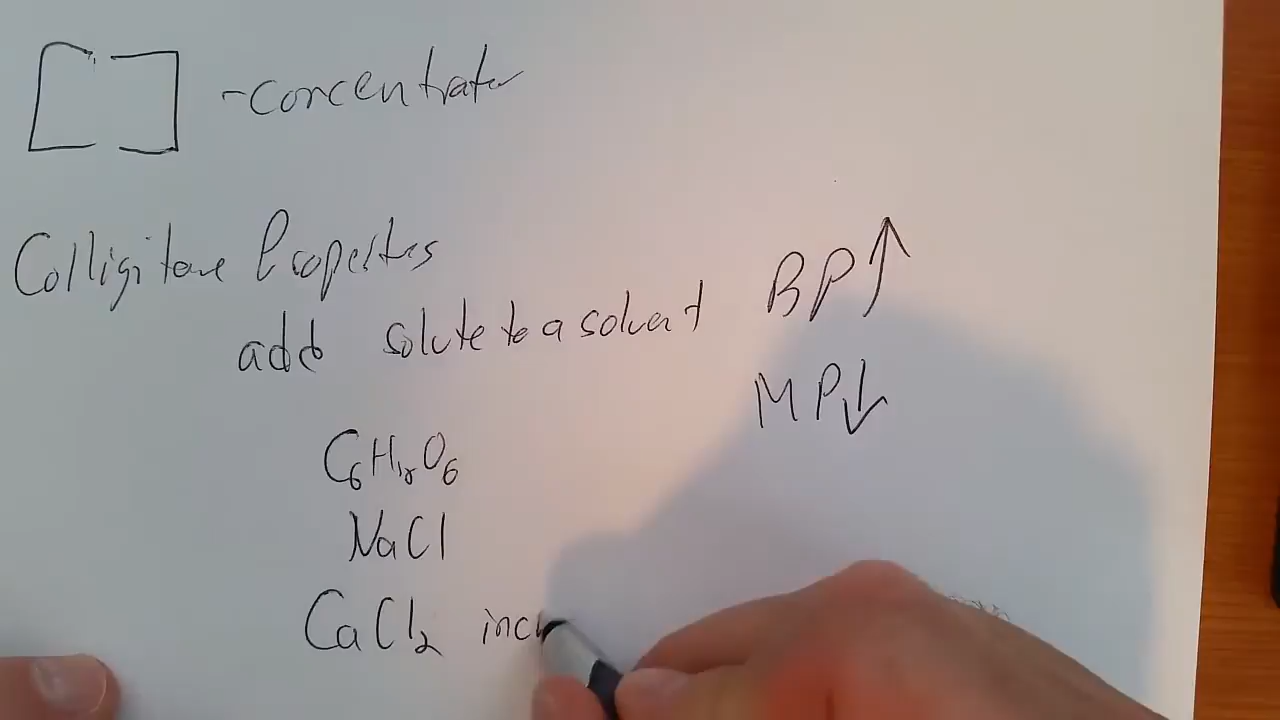 [ ] - concentrate
Colligitave Properties
add solute to a solvent
BP↑
MP↓
C6H12O6
NaCl
CaCl2 inc